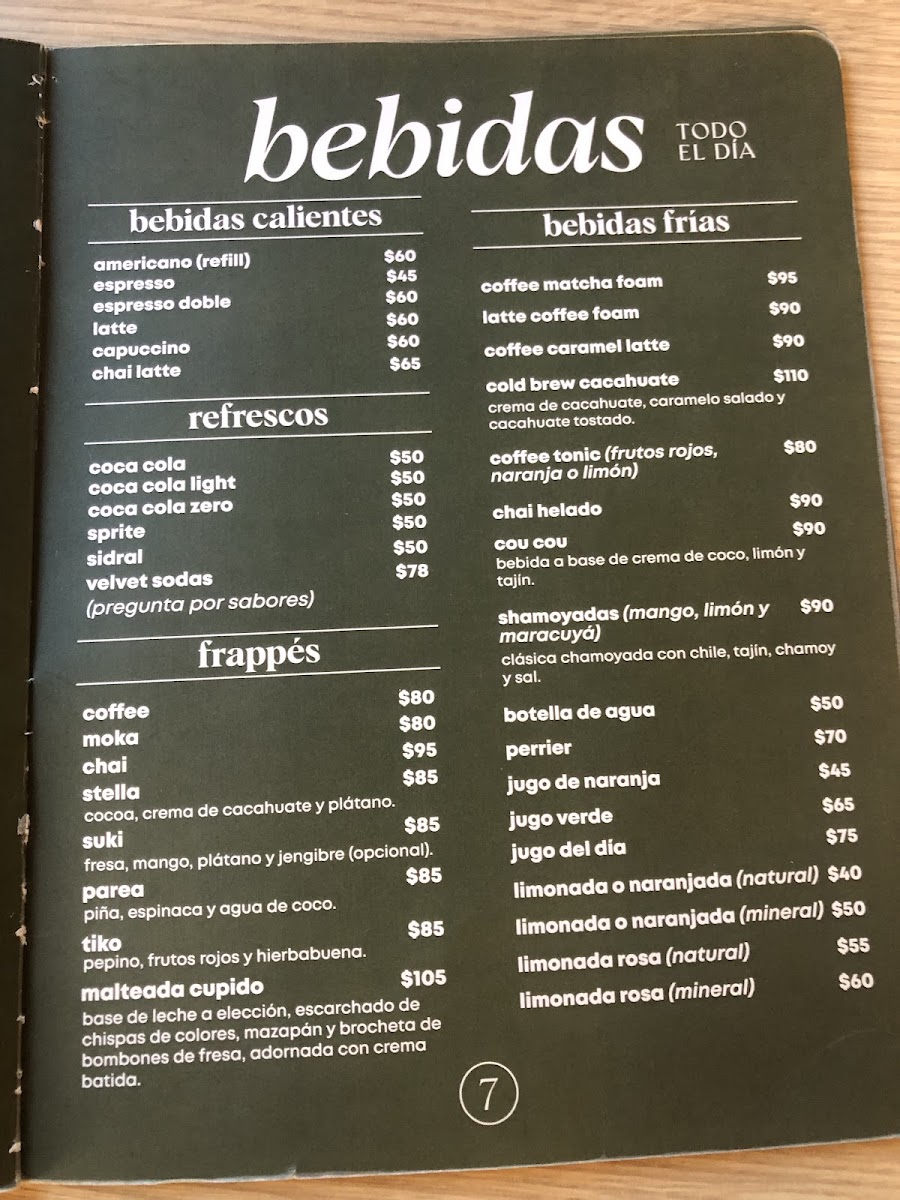 bebidas TODO EL DÍA
bebidas calientes
americano (refill) $60
espresso $45
espresso doble $60
latte $60
capuccino $60
chai latte $65
refrescos
coca cola $50
coca cola light $50
coca cola zero $50
sprite $50
sidral $50
velvet sodas $78
(pregunta por sabores)
frappés
coffee $80
moka $80
chai $95
stella $85
cocoa, crema de cacahuate y plátano.
suki $85
fresa, mango, plátano y jengibre (opcional).
parea $85
piña, espinaca y agua de coco.
tiko $85
pepino, frutos rojos y hierbabuena.
malteada cupido $105
base de leche a elección, escarchado de
chispas de colores, mazapán y brocheta de
bombones de fresa, adornada con crema
batida.
bebidas frías
coffee matcha foam $95
latte coffee foam $90
coffee caramel latte $90
cold brew cacahuate $110
crema de cacahuate, caramelo salado y
cacahuate tostado.
coffee tonic (frutos rojos, $80
naranja o limón)
chai helado $90
cou cou $90
bebida a base de crema de coco, limón y
tajín.
shamoyadas (mango, limón y $90
maracuyá)
clásica chamoyada con chile, tajín, chamoy
y sal.
botella de agua $50
perrier $70
jugo de naranja $45
jugo verde $65
jugo del día $75
limonada o naranjada (natural) $40
limonada o naranjada (mineral) $50
limonada rosa (natural) $55
limonada rosa (mineral) $60
7